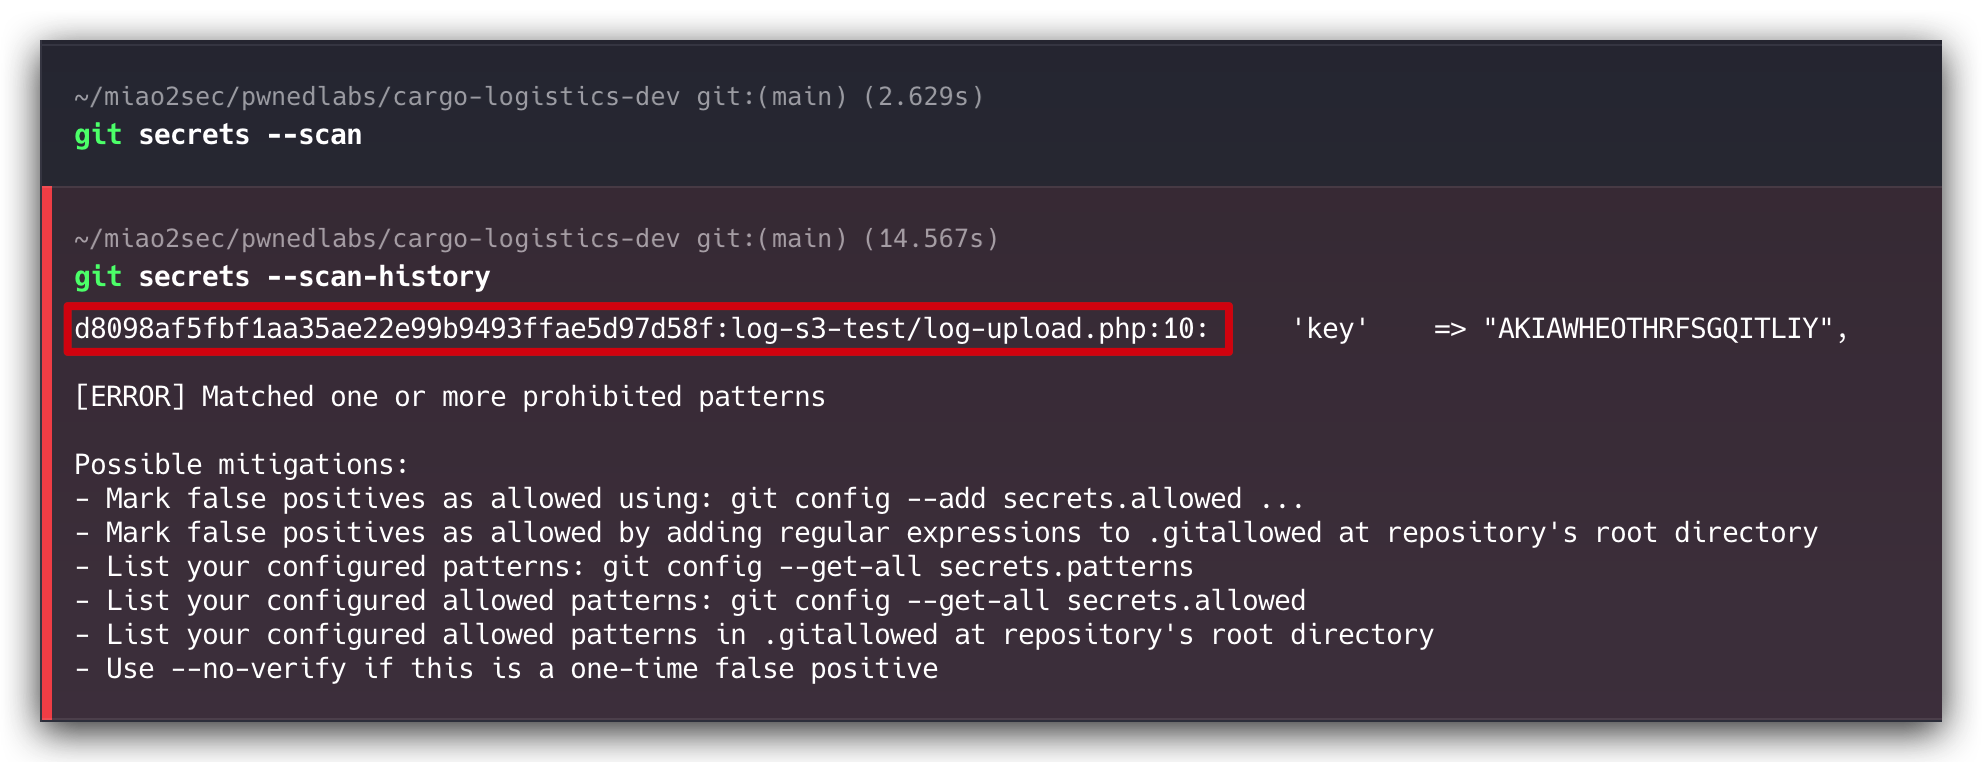 ~/miao2sec/pwnedlabs/cargo-logistics-dev git:(main) (2.629s)
git secrets --scan
~/miao2sec/pwnedlabs/cargo-logistics-dev git:(main) (14.567s)
git secrets --scan-history
d8098af5fbf1aa35ae22e99b9493ffae5d97d58f:log-s3-test/log-upload.php:10:    'key'    => "AKIAWHEOTHRFSGQITLIY",
[ERROR] Matched one or more prohibited patterns
Possible mitigations:
- Mark false positives as allowed using: git config --add secrets.allowed ...
- Mark false positives as allowed by adding regular expressions to .gitallowed at repository's root directory
- List your configured patterns: git config --get-all secrets.patterns
- List your configured allowed patterns: git config --get-all secrets.allowed
- List your configured allowed patterns in .gitallowed at repository's root directory
- Use --no-verify if this is a one-time false positive